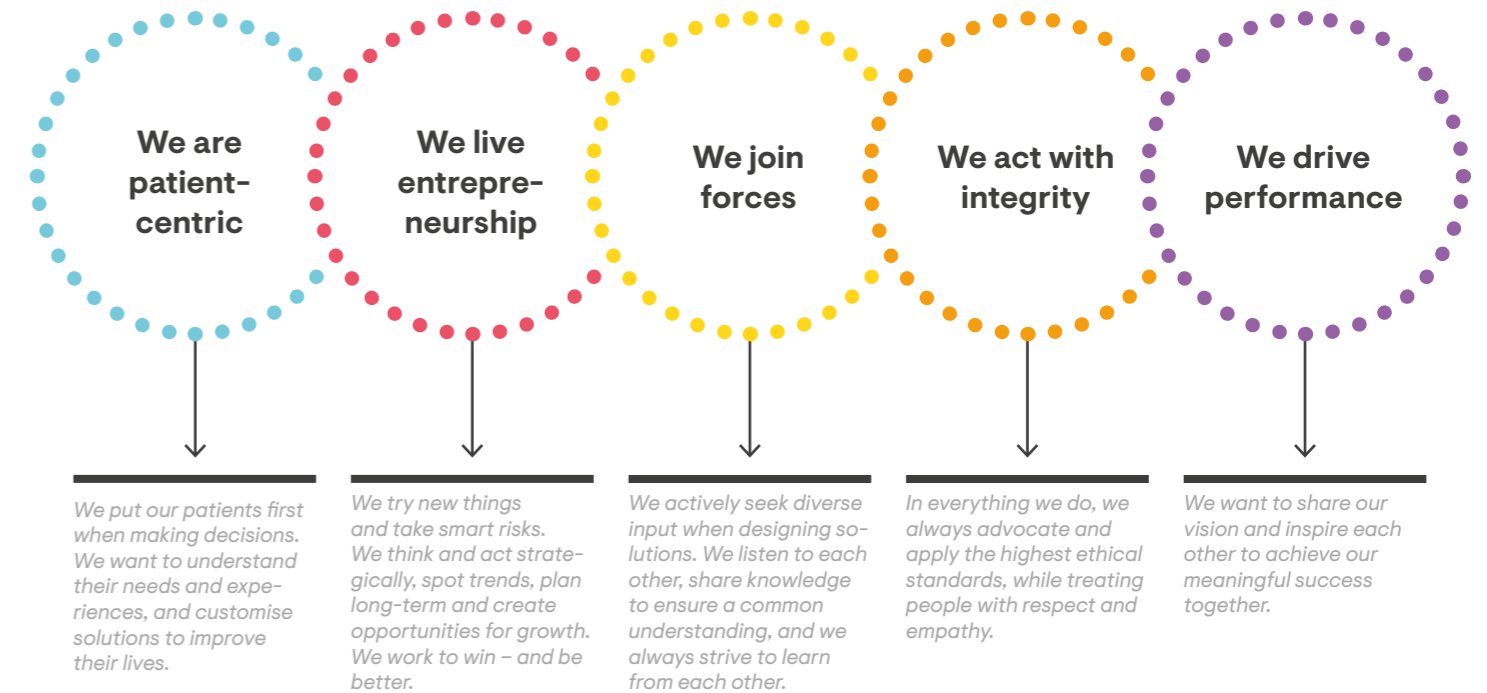 We are
patient-
centric
We live
entrepre-
neurship
We join
forces
We act with
integrity
We drive
performance
We put our patients first
when making decisions.
We want to understand
their needs and expe-
riences, and customise
solutions to improve
their lives.
We try new things
and take smart risks.
We think and act strate-
gically, spot trends, plan
long-term and create
opportunities for growth.
We work to win – and be
better.
We actively seek diverse
input when designing so-
lutions. We listen to each
other, share knowledge
to ensure a common
understanding, and we
always strive to learn
from each other.
In everything we do, we
always advocate and
apply the highest ethical
standards, while treating
people with respect and
empathy.
We want to share our
vision and inspire each
other to achieve our
meaningful success
together.